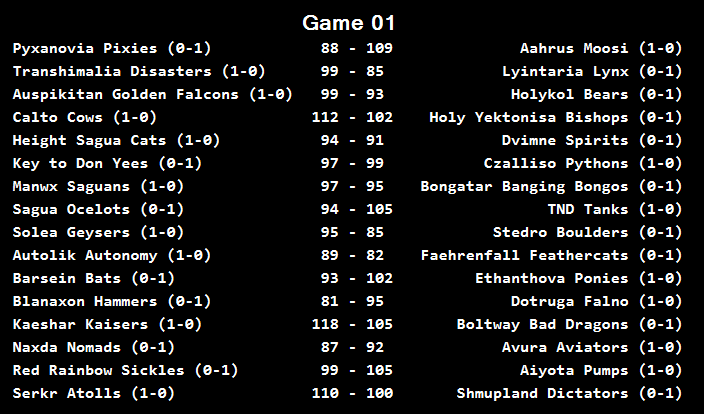 Game 01
Pyxanovia Pixies (0-1) 88 - 109 Aahrus Moosi (1-0)
Transhimalia Disasters (1-0) 99 - 85 Lyintaria Lynx (0-1)
Auspikitan Golden Falcons (1-0) 99 - 93 Holykol Bears (0-1)
Calto Cows (1-0) 112 - 102 Holy Yektonisa Bishops (0-1)
Height Sagua Cats (1-0) 94 - 91 Dvimne Spirits (0-1)
Key to Don Yees (0-1) 97 - 99 Czalliso Pythons (1-0)
Manwx Saguans (1-0) 97 - 95 Bongatar Banging Bongos (0-1)
Sagua Ocelots (0-1) 94 - 105 TND Tanks (1-0)
Solea Geysers (1-0) 95 - 85 Stedro Boulders (0-1)
Autolik Autonomy (1-0) 89 - 82 Faehrenfall Feathercats (0-1)
Barsein Bats (0-1) 93 - 102 Ethanthova Ponies (1-0)
Blanaxon Hammers (0-1) 81 - 95 Dotruga Falno (1-0)
Kaeshar Kaisers (1-0) 118 - 105 Boltway Bad Dragons (0-1)
Naxda Nomads (0-1) 87 - 92 Avura Aviators (1-0)
Red Rainbow Sickles (0-1) 99 - 105 Aiyota Pumps (1-0)
Serkr Atolls (1-0) 110 - 100 Shmupland Dictators (0-1)